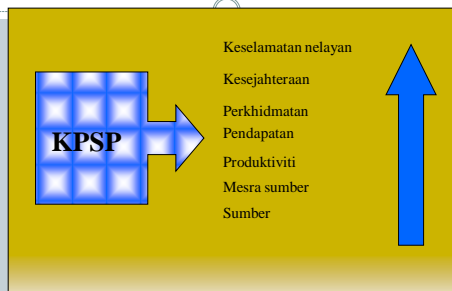 Keselamatan nelayan
Kesejahteraan
KPSP
Perkhidmatan
Pendapatan
Produktiviti
Mesra sumber
Sumber